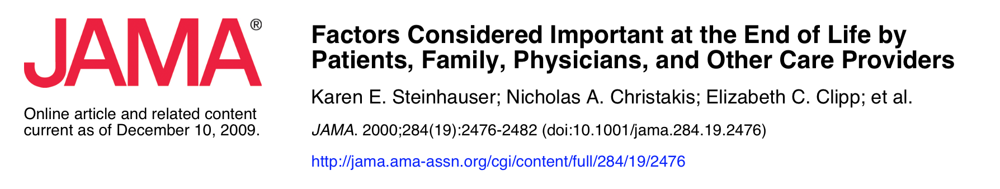 JAMA®
Online article and related content
current as of December 10, 2009.
Factors Considered Important at the End of Life by
Patients, Family, Physicians, and Other Care Providers
Karen E. Steinhauser; Nicholas A. Christakis; Elizabeth C. Clipp; et al.
JAMA. 2000;284(19):2476-2482 (doi:10.1001/jama.284.19.2476)
http://jama.ama-assn.org/cgi/content/full/284/19/2476